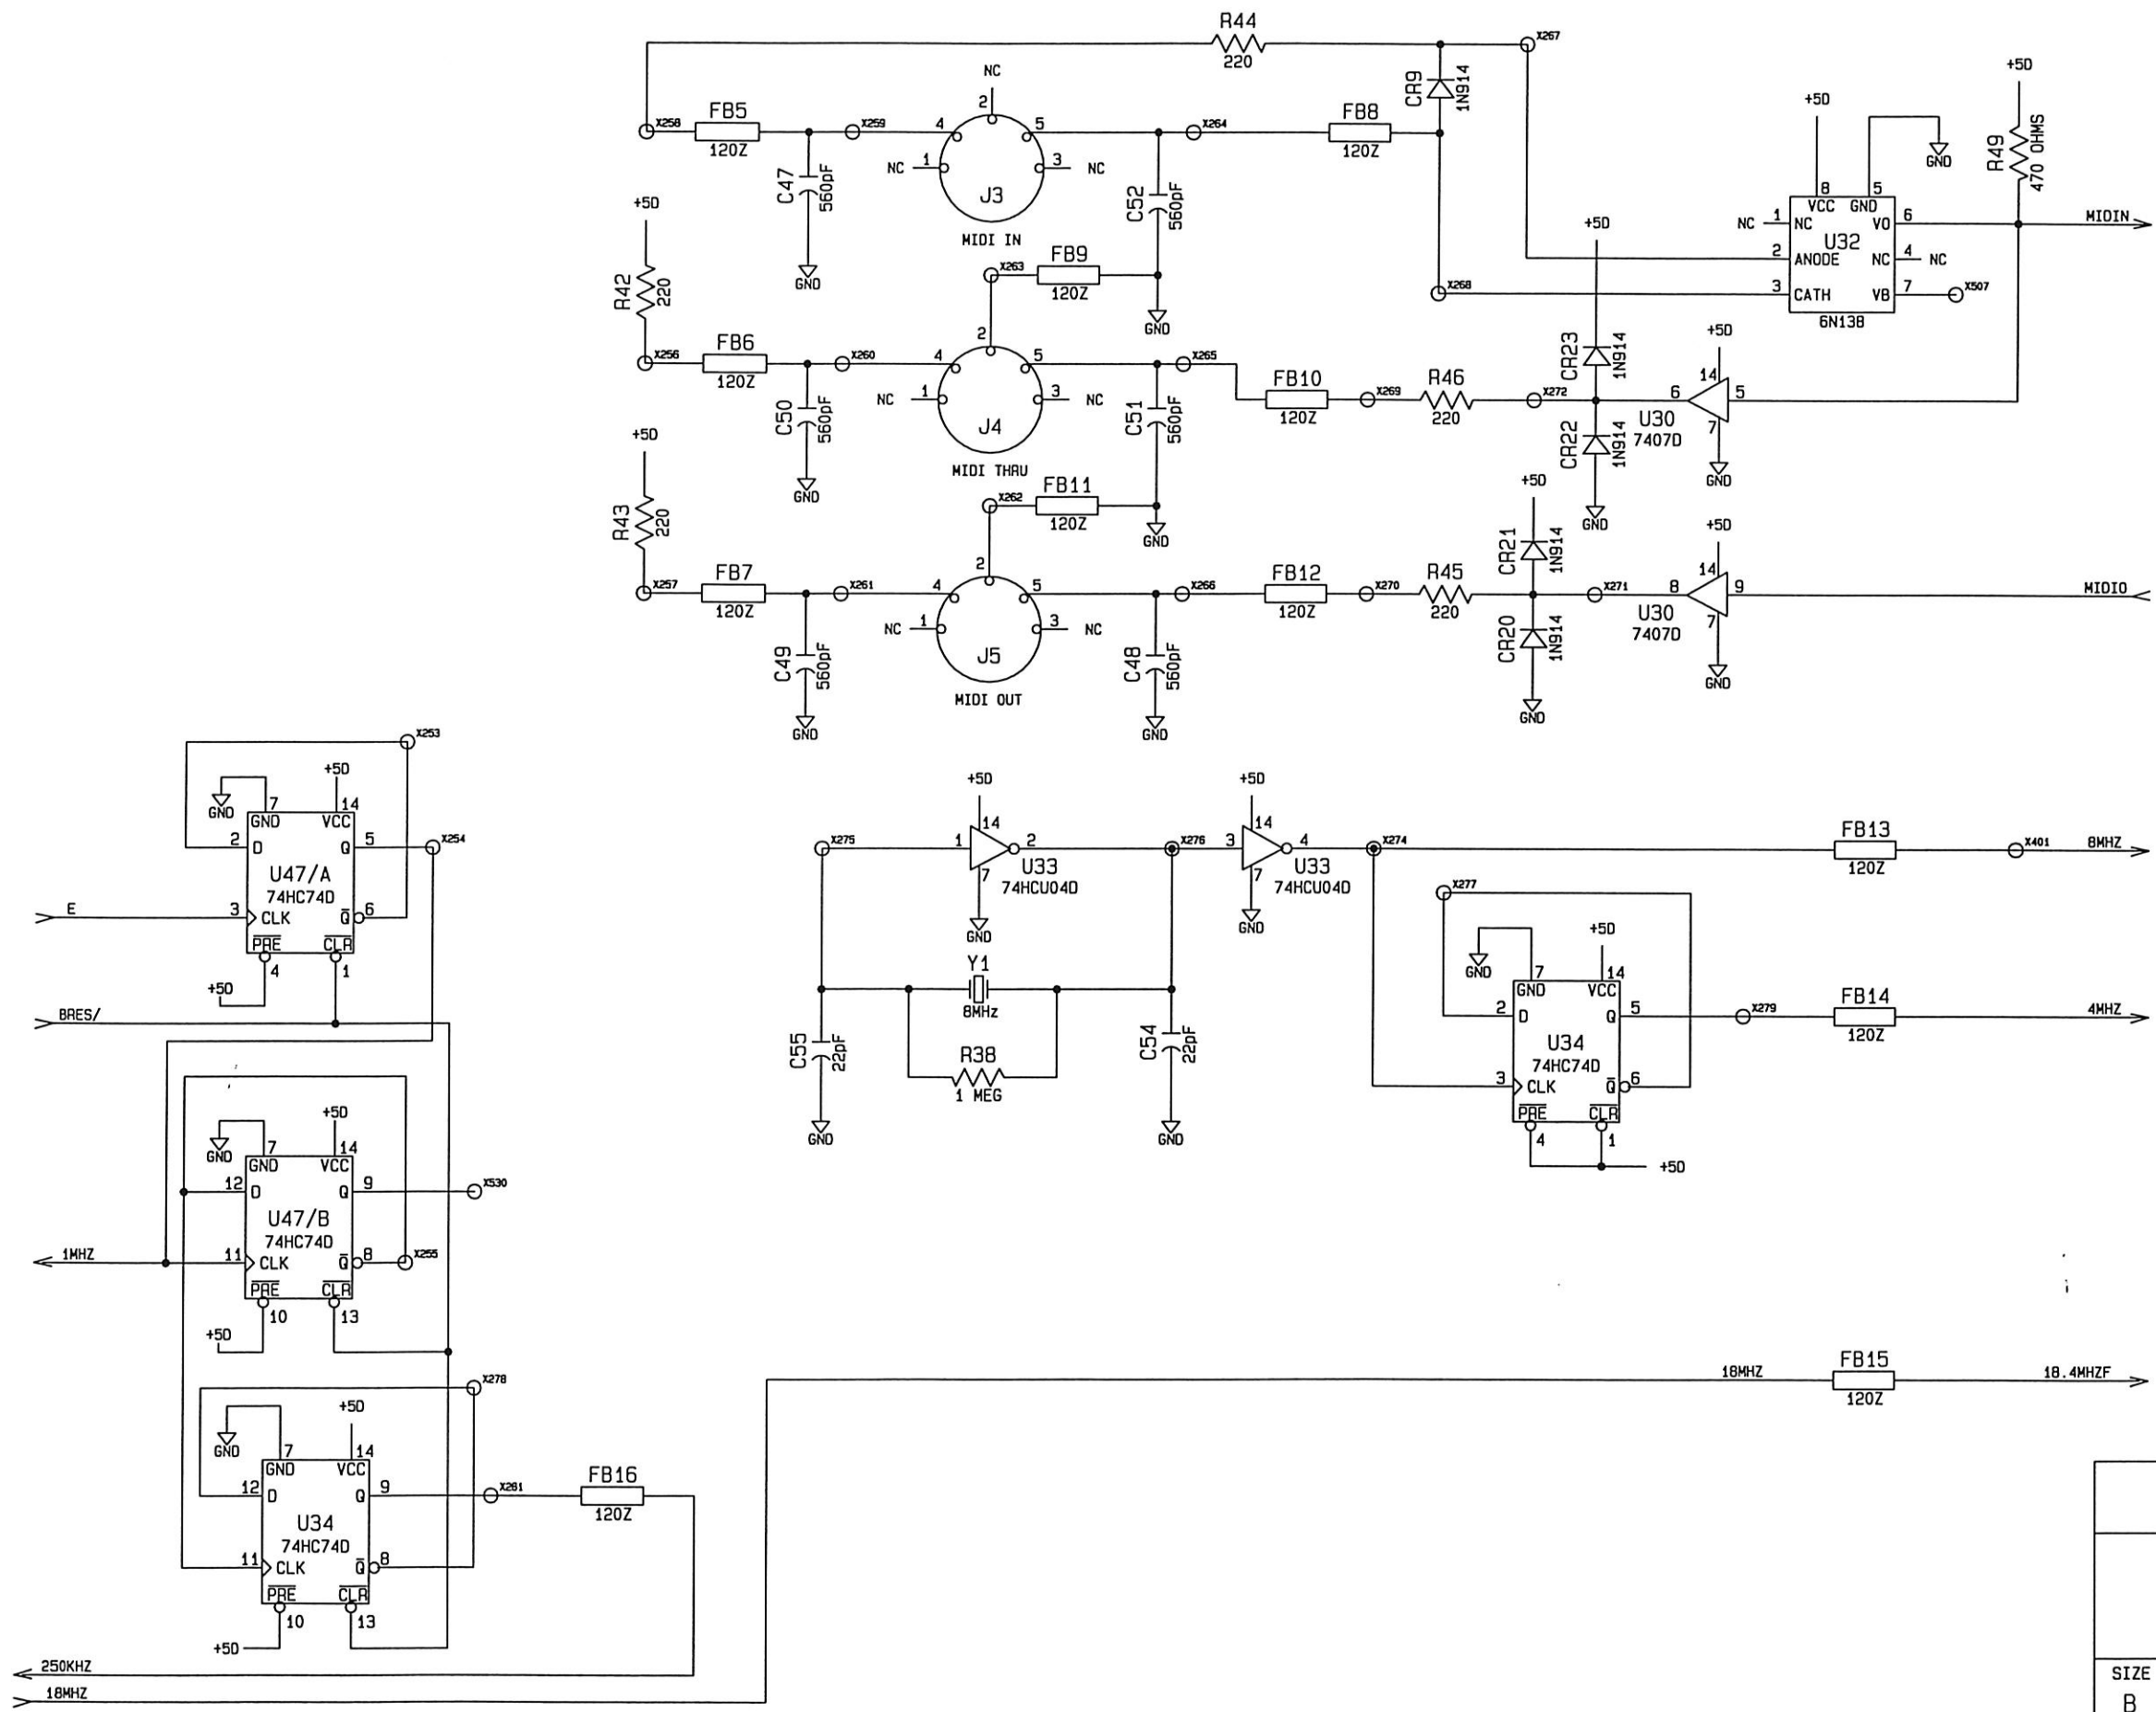 R44
220
X267
NC
2
CR9
1N914
+5D
+5D
X258
FB5
120Z
X259
4
5
X264
FB8
120Z
NC
1
3
NC
J3
C47
560pF
C52
560pF
MIDI IN
GND
R49
470 OHMS
GND
8
5
VCC
GND
NC
1
NC
VO
6
MIDIN
U32
2
ANODE
NC
4
NC
X268
3
CATH
VB
7
X507
6N138
+5D
R42
220
X263
FB9
120Z
GND
2
X256
FB6
120Z
X260
4
5
X265
NC
1
3
NC
J4
C50
560pF
C51
560pF
MIDI THRU
GND
FB10
120Z
X269
R46
220
X272
+5D
CR23
1N914
CR22
1N914
GND
+5D
14
6
5
U30
7407D
7
GND
+5D
R43
220
X262
FB11
120Z
GND
2
X257
FB7
120Z
X261
4
5
X266
FB12
120Z
X270
R45
220
X271
NC
1
3
NC
J5
C49
560pF
C48
560pF
MIDI OUT
GND
GND
+5D
CR21
1N914
CR20
1N914
GND
+5D
14
8
9
MIDIO
U30
7407D
7
GND
X253
+5D
GND
7
14
GND
VCC
2
D
Q
5
X254
U47/A
74HC74D
E
3
CLK
Q
6
PRE
CLR
4
1
+5D
BRES/
+5D
GND
7
14
GND
VCC
12
D
Q
9
X530
U47/B
74HC74D
1MHZ
11
CLK
Q
8
X255
PRE
CLR
10
13
+5D
X278
+5D
GND
7
14
GND
VCC
12
D
Q
9
X281
FB16
120Z
U34
74HC74D
11
CLK
Q
8
PRE
CLR
10
13
+5D
250KHZ
18MHZ
+5D
+5D
14
14
X275
1
2
X276
3
4
X274
FB13
120Z
X401
8MHZ
U33
74HCU04D
U33
74HCU04D
7
7
GND
GND
Y1
8MHz
C55
22pF
R38
1 MEG
C54
22pF
GND
GND
X277
+5D
GND
7
14
GND
VCC
2
D
Q
5
X279
FB14
120Z
4MHZ
U34
74HC74D
3
CLK
Q
6
PRE
CLR
4
1
+5D
18MHZ
FB15
120Z
18.4MHZF
SIZE
B